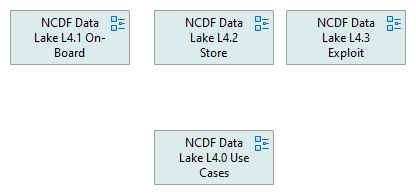 NCDF Data
Lake L4.1 On-
Board
NCDF Data
Lake L4.2
Store
NCDF Data
Lake L4.3
Exploit
NCDF Data
Lake L4.0 Use
Cases